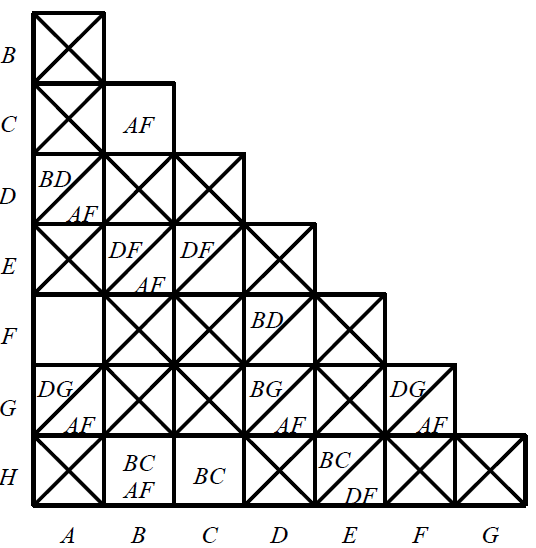 B
C AF
D BD AF
E DF AF DF
F BD
G DG AF BG AF DG AF
H BC AF BC BC DF
A B C D E F G